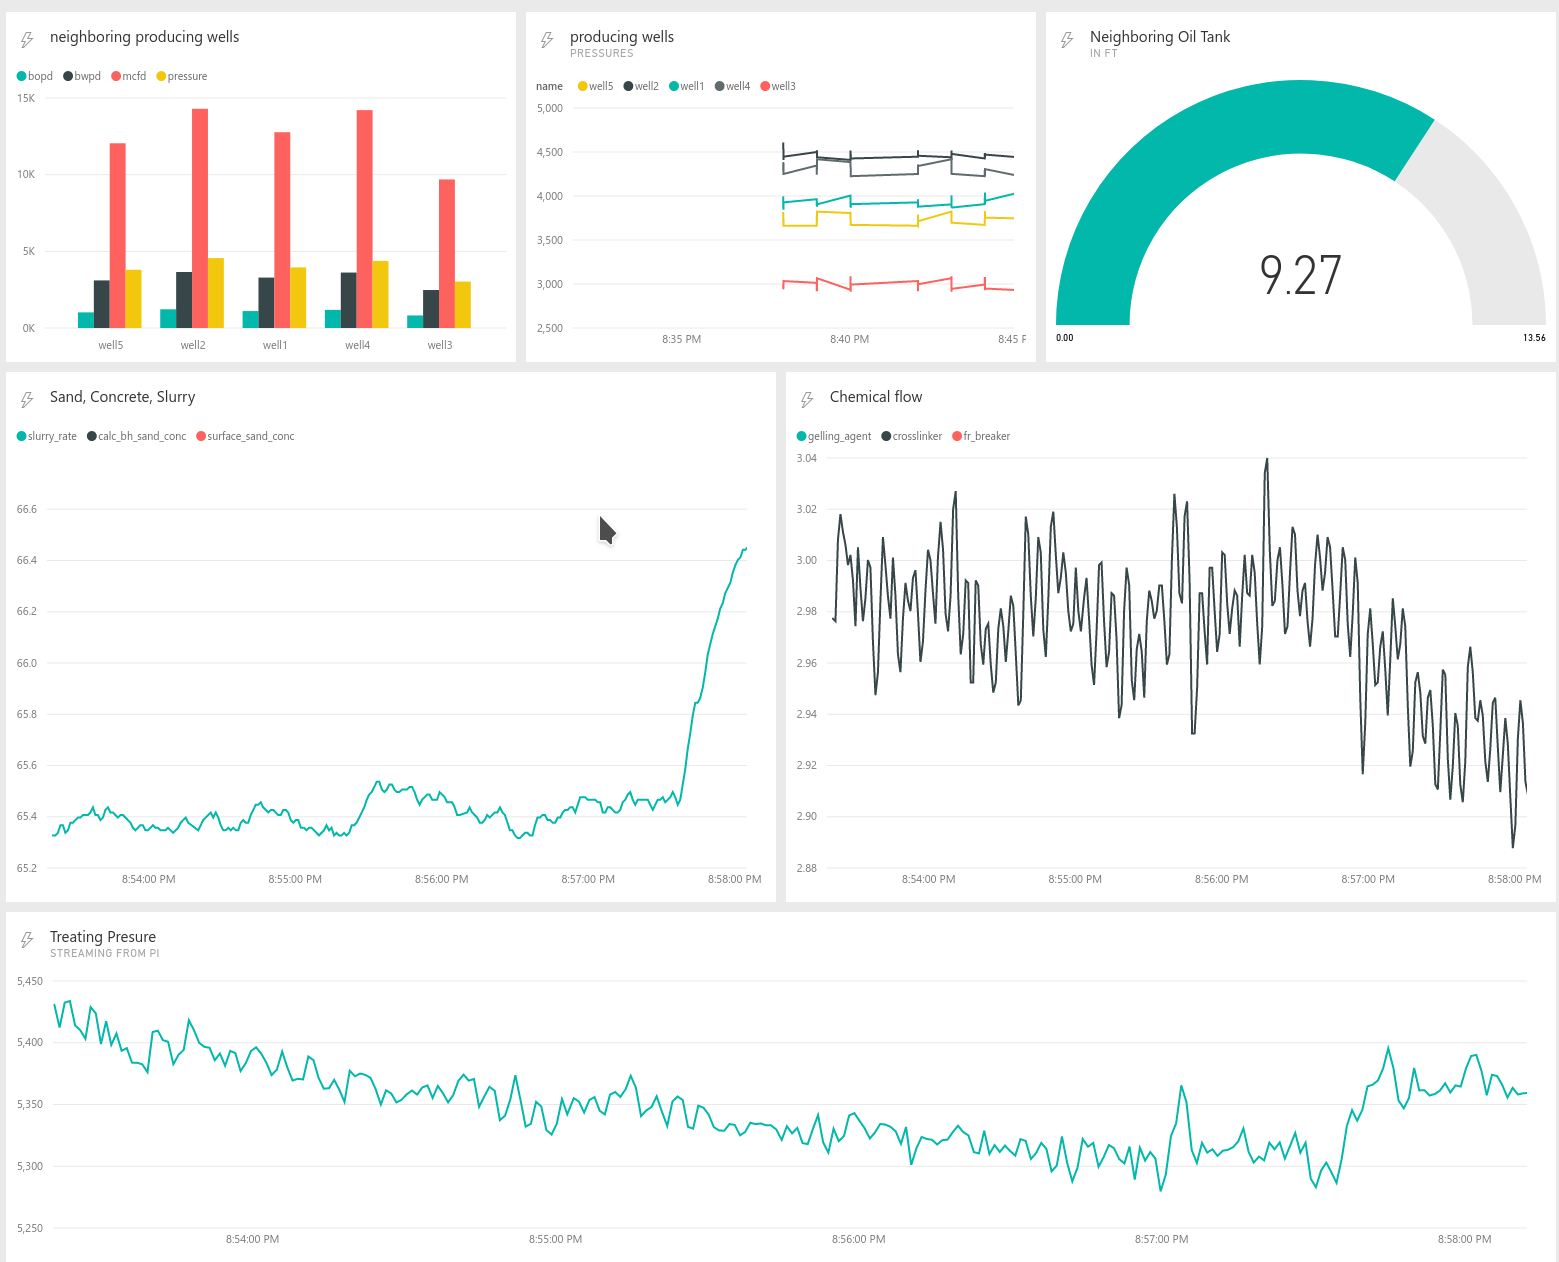 neighboring producing wells
bopd bwpd mcfd pressure
15K
10K
5K
0K
well5 well2 well1 well4 well3
producing wells
PRESSURES
name well5 well2 well1 well4 well3
5,000
4,500
4,000
3,500
3,000
2,500
8:35 PM 8:40 PM 8:45 F
Neighboring Oil Tank
IN FT
9.27
0.00 13.56
Sand, Concrete, Slurry
slurry_rate calc_bh_sand_conc surface_sand_conc
66.6
66.4
66.2
66.0
65.8
65.6
65.4
65.2
8:54:00 PM 8:55:00 PM 8:56:00 PM 8:57:00 PM 8:58:00 PM
Chemical flow
gelling_agent crosslinker fr_breaker
3.04
3.02
3.00
2.98
2.96
2.94
2.92
2.90
2.88
8:54:00 PM 8:55:00 PM 8:56:00 PM 8:57:00 PM 8:58:00 PM
Treating Presure
STREAMING FROM PI
5,450
5,400
5,350
5,300
5,250
8:54:00 PM 8:55:00 PM 8:56:00 PM 8:57:00 PM 8:58:00 PM